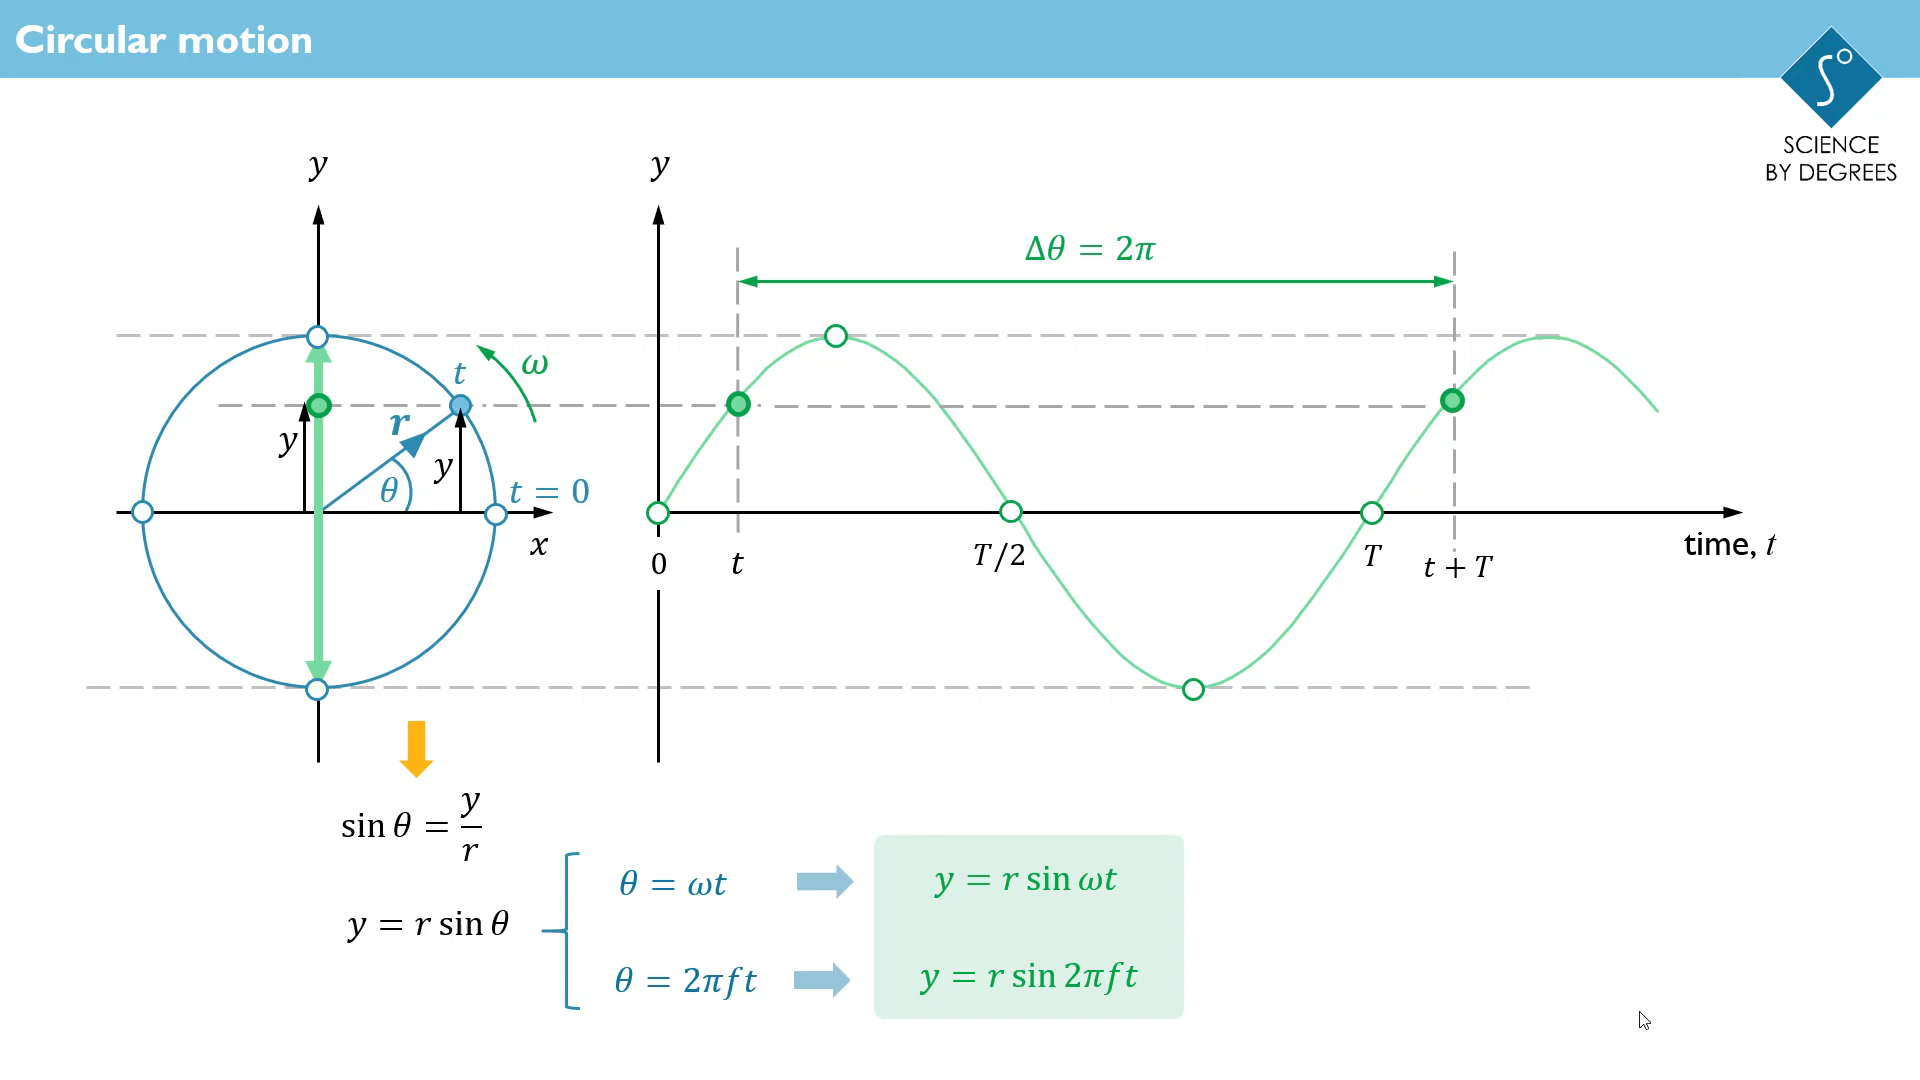 Circular motion
SCIENCE
BY DEGREES
y
y
Δθ = 2π
t
ω
r
y
y
θ
t = 0
x
0
t
T/2
T
t + T
time, t
sin θ = y/r
y = r sin θ
θ = ωt
y = r sin ωt
θ = 2πft
y = r sin 2πft